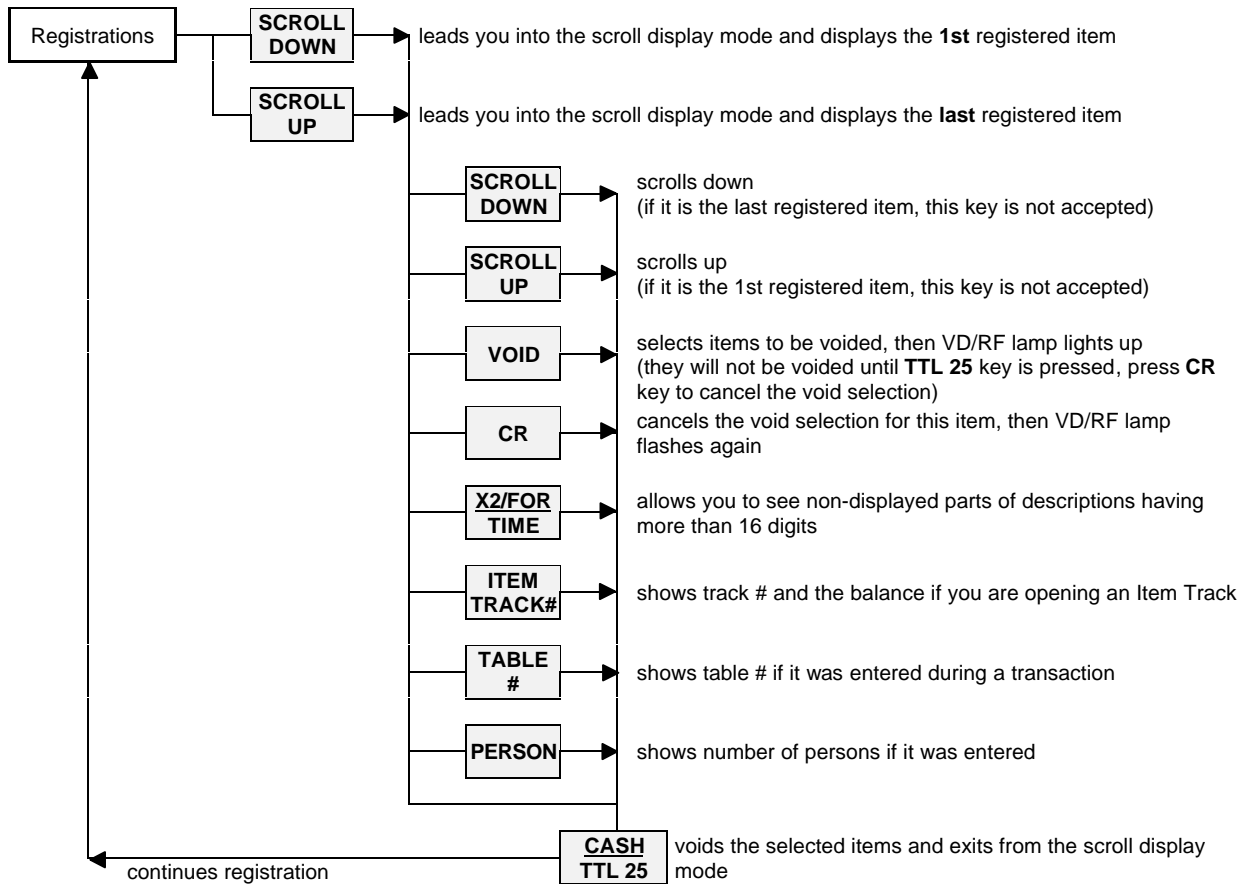 Registrations
SCROLL
DOWN
leads you into the scroll display mode and displays the 1st registered item
SCROLL
UP
leads you into the scroll display mode and displays the last registered item
SCROLL
DOWN
scrolls down
(if it is the last registered item, this key is not accepted)
SCROLL
UP
scrolls up
(if it is the 1st registered item, this key is not accepted)
VOID
selects items to be voided, then VD/RF lamp lights up
(they will not be voided until TTL 25 key is pressed, press CR
key to cancel the void selection)
CR
cancels the void selection for this item, then VD/RF lamp
flashes again
X2/FOR
TIME
allows you to see non-displayed parts of descriptions having
more than 16 digits
ITEM
TRACK#
shows track # and the balance if you are opening an Item Track
TABLE
#
shows table # if it was entered during a transaction
PERSON
shows number of persons if it was entered
CASH
TTL 25
voids the selected items and exits from the scroll display
mode
continues registration